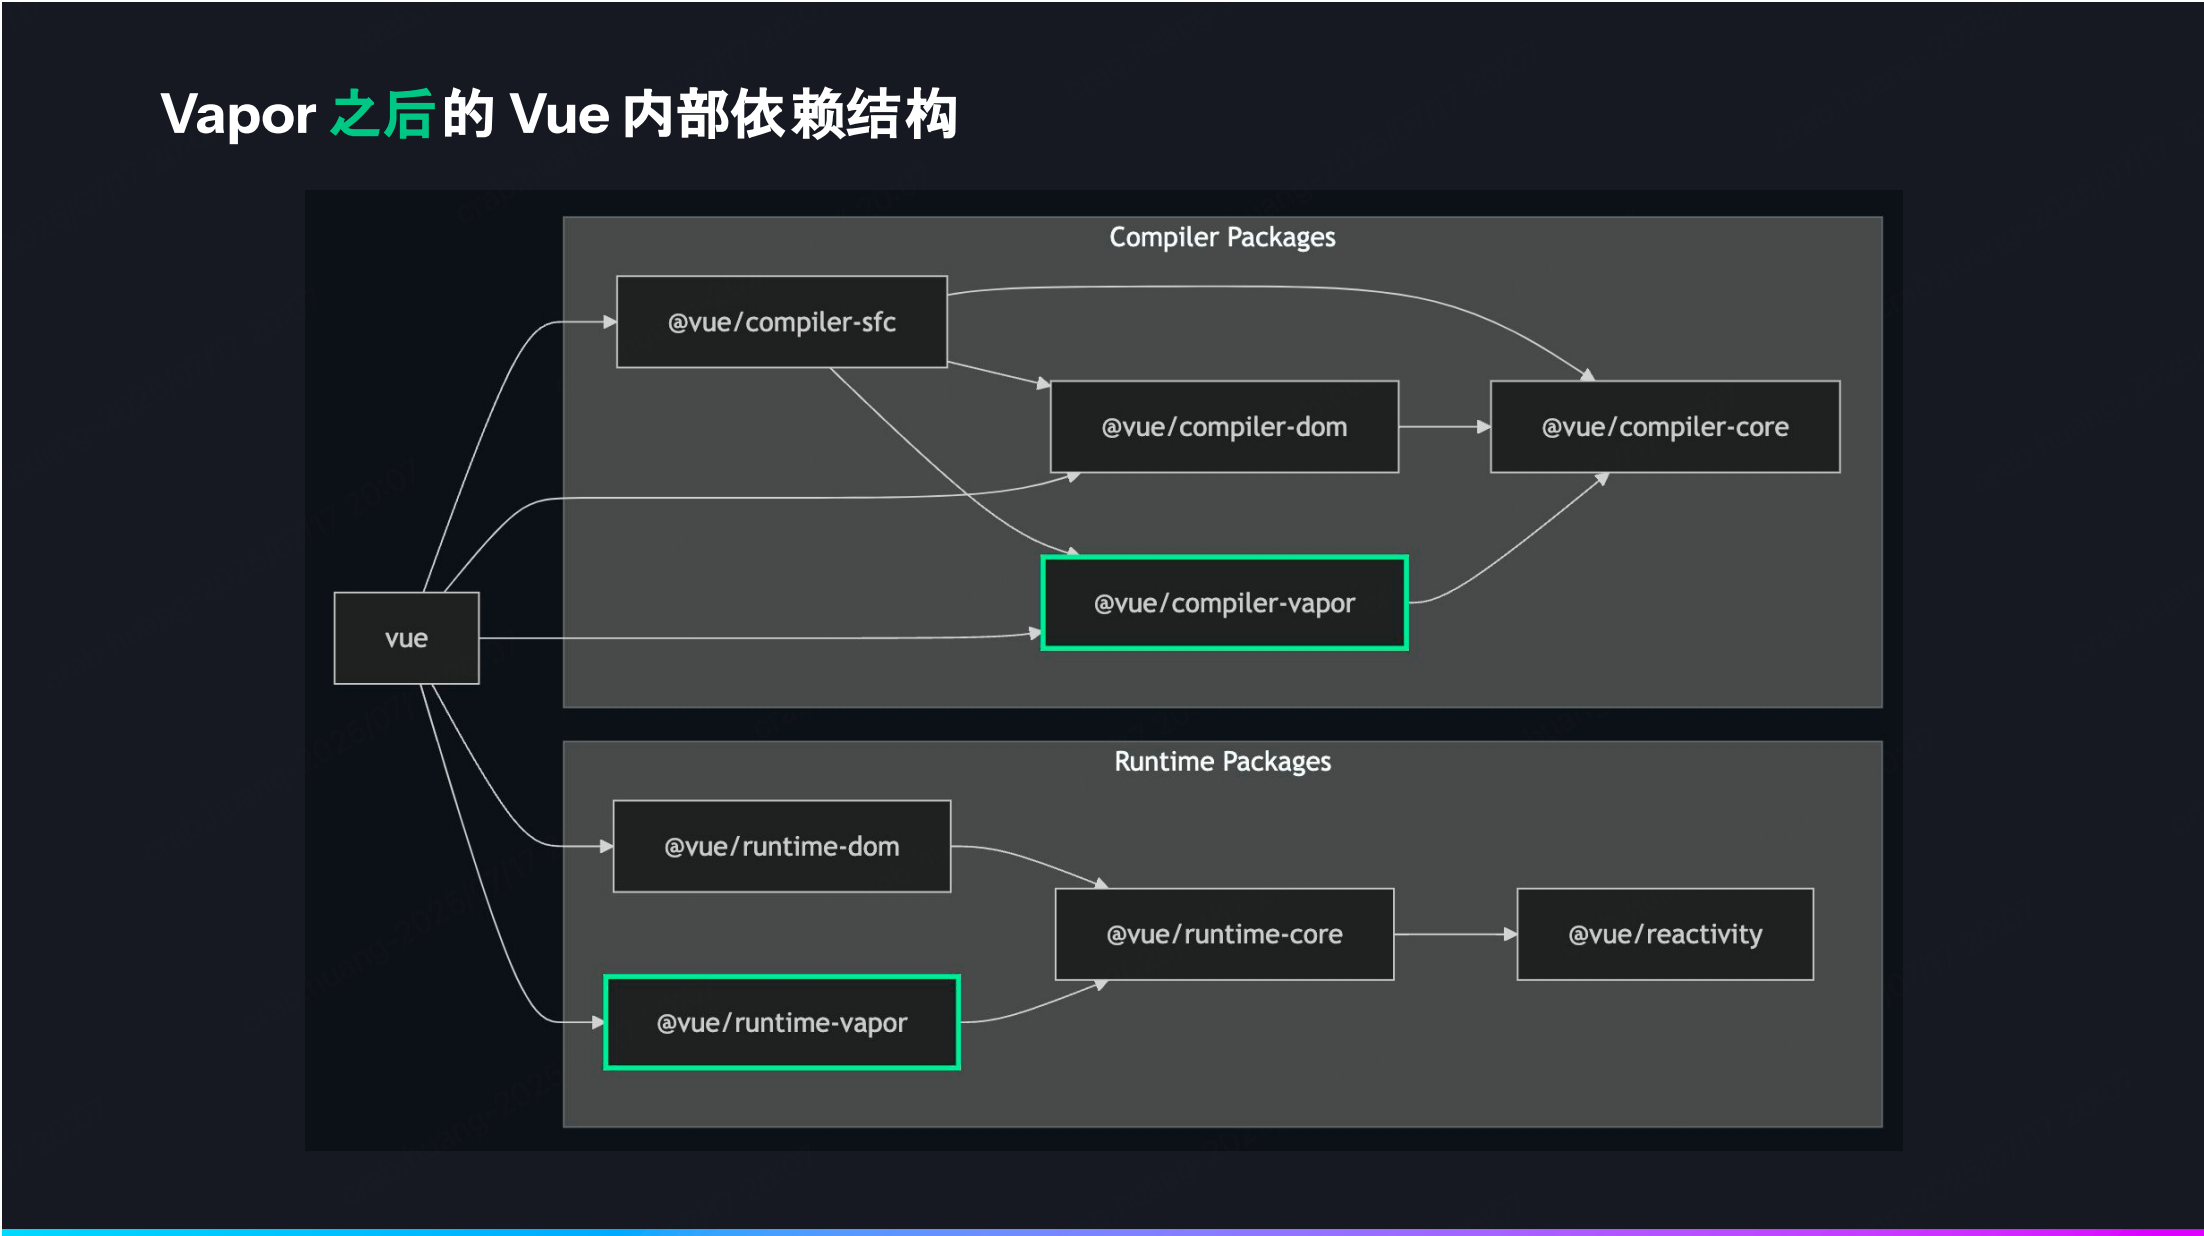 Vapor 之后的 Vue 内部依赖结构
Compiler Packages
@vue/compiler-sfc
@vue/compiler-dom
@vue/compiler-core
@vue/compiler-vapor
vue
Runtime Packages
@vue/runtime-dom
@vue/runtime-core
@vue/reactivity
@vue/runtime-vapor